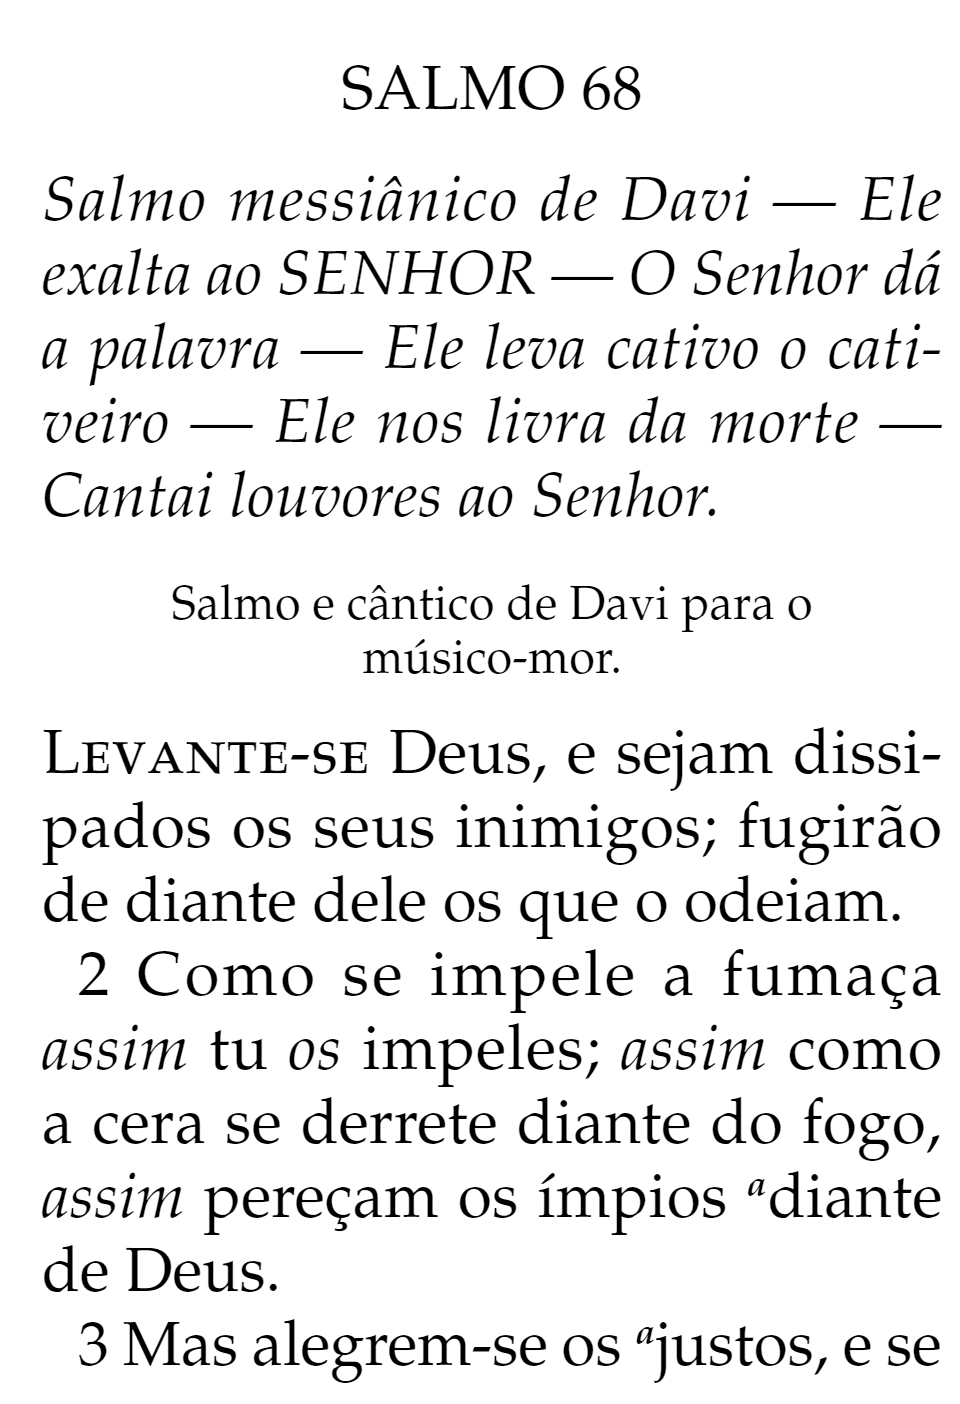 SALMO 68
Salmo messiânico de Davi — Ele
exalta ao SENHOR — O Senhor dá
a palavra — Ele leva cativo o cati-
veiro — Ele nos livra da morte —
Cantai louvores ao Senhor.
Salmo e cântico de Davi para o
músico-mor.
LEVANTE-SE Deus, e sejam dissi-
pados os seus inimigos; fugirão
de diante dele os que o odeiam.
2 Como se impele a fumaça
assim tu os impeles; assim como
a cera se derrete diante do fogo,
assim pereçam os ímpios ᵃdiante
de Deus.
3 Mas alegrem-se os ᵃjustos, e se